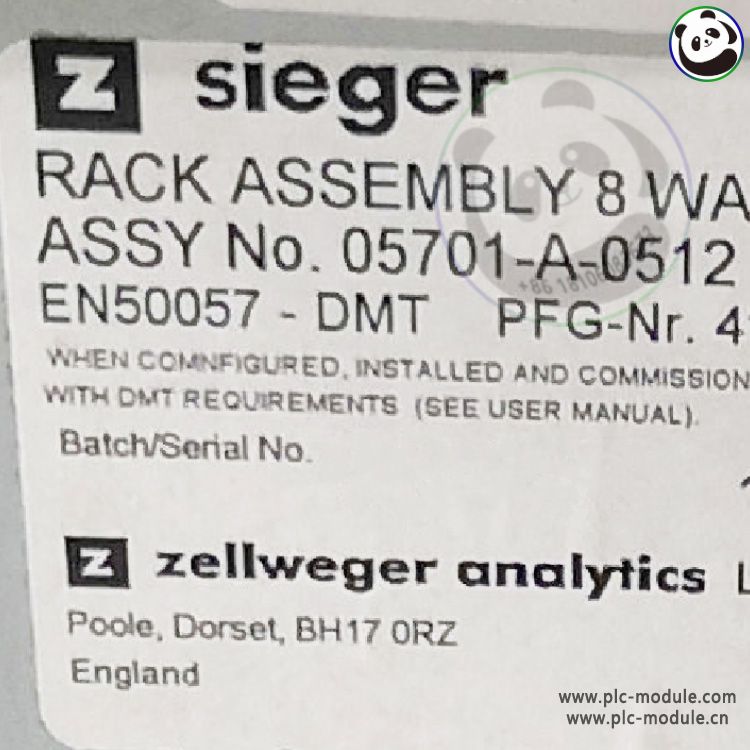 Z sieger
RACK ASSEMBLY 8 WA
ASSY No. 05701-A-0512
EN50057 - DMT PFG-Nr. 4
WHEN COMNFIGURED, INSTALLED AND COMMISSION
WITH DMT REQUIREMENTS (SEE USER MANUAL).
Batch/Serial No.
Z zellweger analytics L
Poole, Dorset, BH17 0RZ
England
www.plc-module.com
www.plc-module.cn